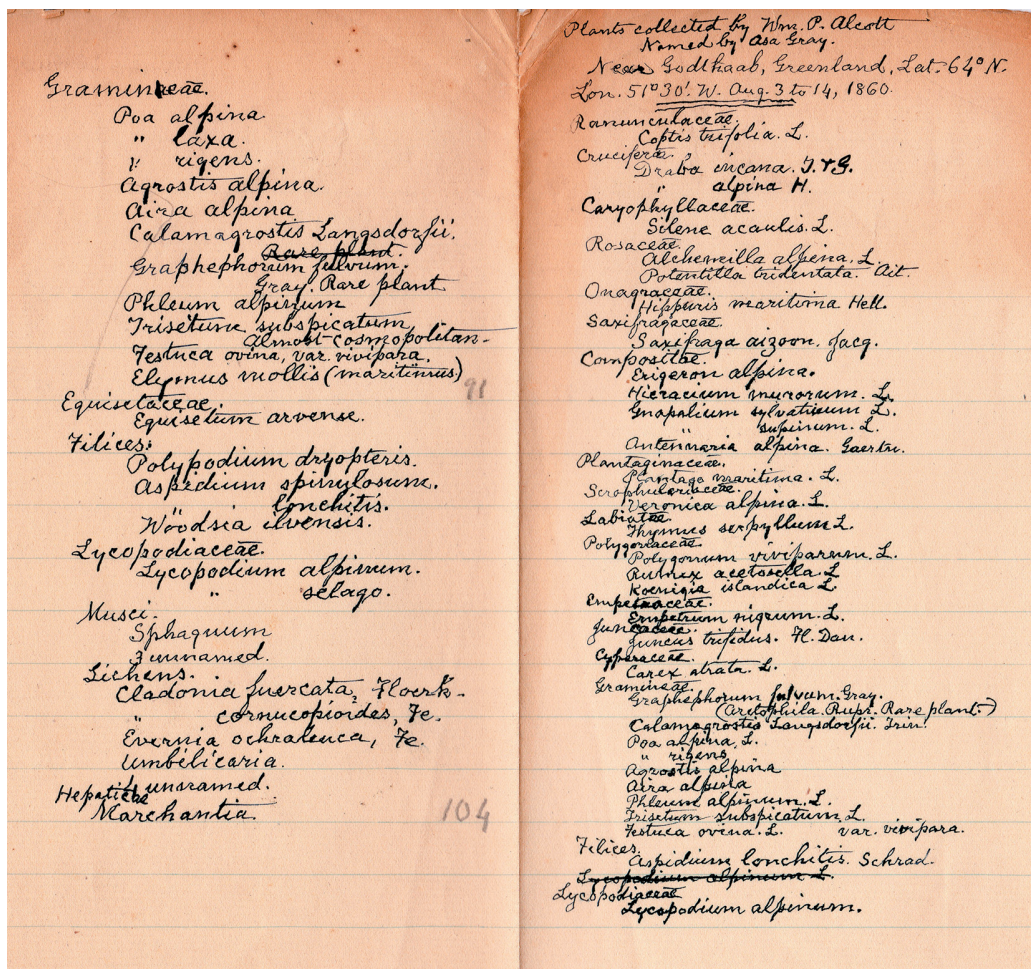 Gramineae.
Poa alpina
" laxa.
" rigens.
Agrostis alpina.
Aira alpina
Calamagrostis Langsdorfii.
Rare plant.
Graphephorum fulvum.
Gray. Rare plant
Phleum alpinum
Trisetum subspicatum
almost cosmopolitan-
Festuca ovina, var. vivipara.
Elymus mollis (maritimus)
91
Equisetaceae.
Equisetum arvense.
Filices:
Polypodium dryopteris.
Aspidium spinulosum.
lonchitis.
Woodsia ilvensis.
Lycopodiaceae.
Lycopodium alpinum.
" selago.
Musci.
Sphagnum
3 unnamed.
Lichens.
Cladonia fuercata, Floerk-
" cornucopioides, Fe.
Evernia ochraleuca, Fe.
Umbilicaria.
1 unnamed.
Hepaticae
Marchantia
104
Plants collected by Wm. P. Alcott
Named by Asa Gray.
Near Godthaab, Greenland, Lat. 64° N.
Lon. 51° 30'. W. Aug. 3 to 14, 1860.
Ranunculaceae.
Coptis trifolia. L.
Cruciferae.
Draba incana. T. & G.
" alpina H.
Caryophyllaceae.
Silene acaulis. L.
Rosaceae.
Alchemilla alpina, L.
Potentilla tridentata. Ait.
Onagraceae.
Hippuris maritima Hell.
Saxifragaceae.
Saxifraga aizoon. Jacq.
Compositae.
Erigeron alpina.
Hieracium murorum. L.
Gnapalium sylvaticum L.
" supinum. L.
Antennaria alpina. Gaertn.
Plantaginaceae.
Plantago maritima. L.
Scrophulariaceae.
Veronica alpina. L.
Labiatae.
Thymus serpyllum L.
Polygonaceae.
Polygonum viviparum. L.
Rumex acetosella. L
Koenigia islandica L.
Empetraceae.
Empetrum nigrum. L.
Juncaceae.
Juncus trifidus. Fl. Dan.
Cyperaceae.
Carex atrata. L.
Gramineae.
Graphephorum fulvum. Gray.
(Arctophila. Rupr. Rare plant-)
Calamagrostis Langsdorfii. Trin.
Poa alpina, L.
" rigens
Agrostis alpina
Aira alpina
Phleum alpinum. L.
Trisetum subspicatum. L
Festuca ovina. L. var. vivipara.
Filices.
Aspidium lonchitis. Schrad.
Lycopodium alpinum L.
Lycopodiaceae
Lycopodium alpinum.